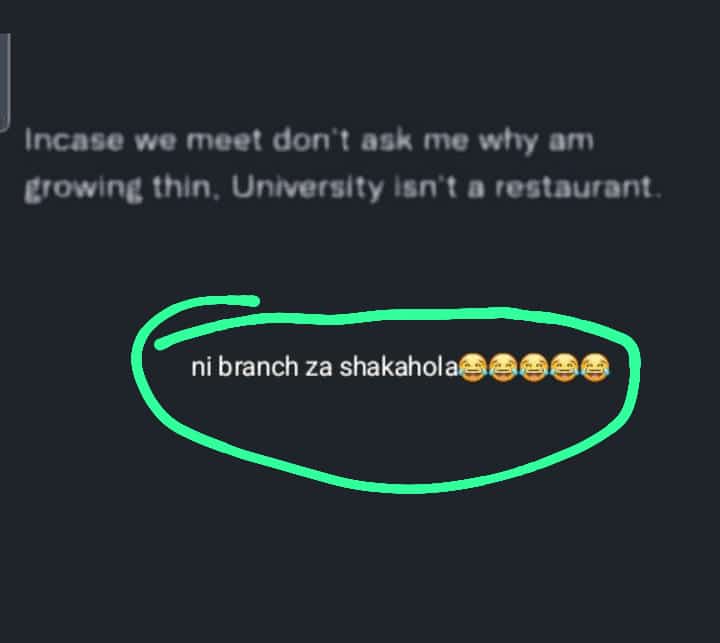 Incase we meet don't ask me why am
growing thin, University isn't a restaurant.
ni branch za shakahola😂😂😂😂😂